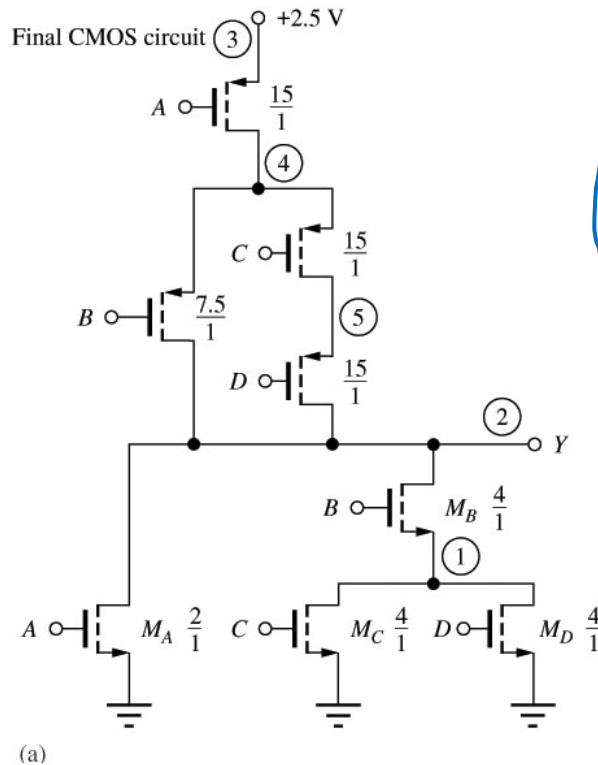 +2.5 V
Final CMOS circuit 3
A 15/1
4
C 15/1
B 7.5/1
5
D 15/1
2
Y
B M_B 4/1
1
A M_A 2/1 C M_C 4/1 D M_D 4/1
(a)